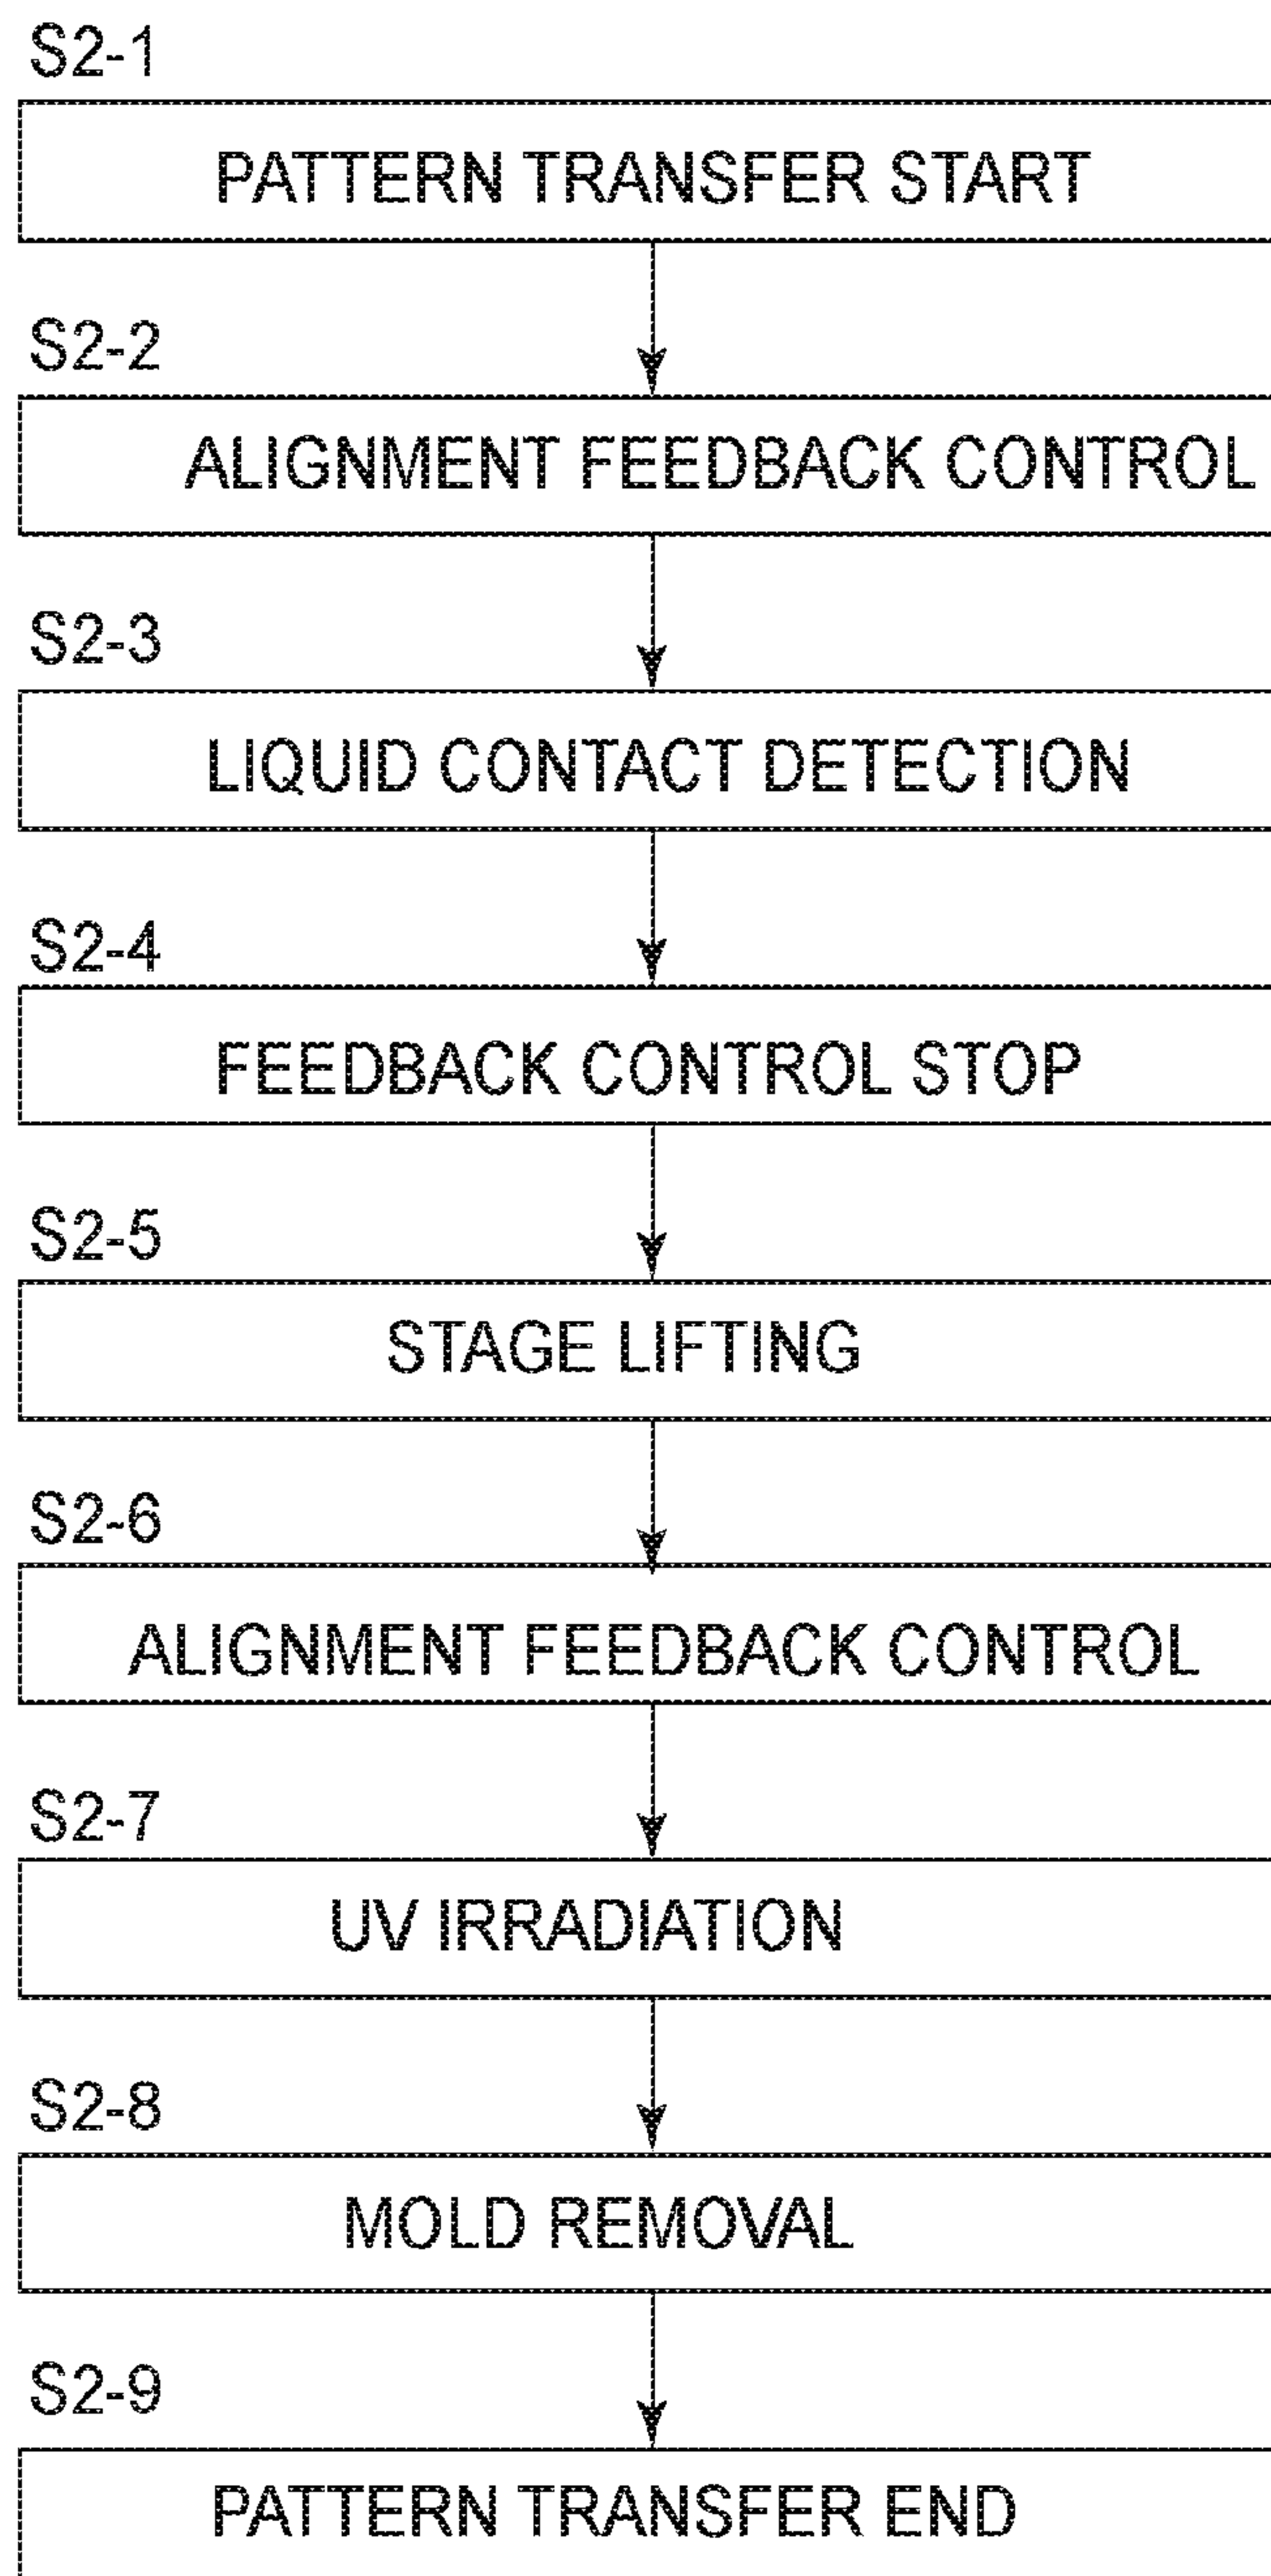 S2-1
PATTERN TRANSFER START
S2-2
ALIGNMENT FEEDBACK CONTROL
S2-3
LIQUID CONTACT DETECTION
S2-4
FEEDBACK CONTROL STOP
S2-5
STAGE LIFTING
S2-6
ALIGNMENT FEEDBACK CONTROL
S2-7
UV IRRADIATION
S2-8
MOLD REMOVAL
S2-9
PATTERN TRANSFER END